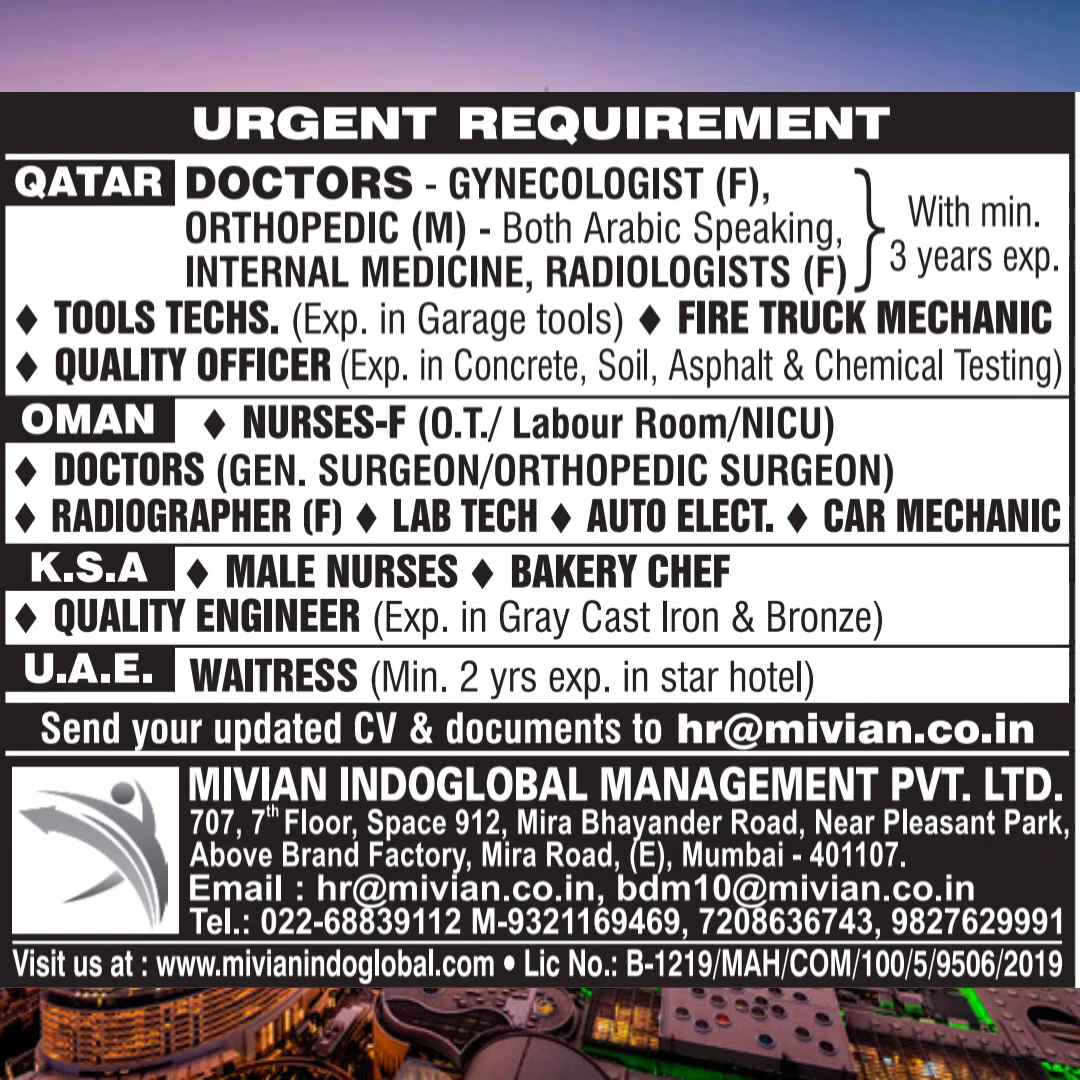 URGENT REQUIREMENT
QATAR DOCTORS - GYNECOLOGIST (F),
ORTHOPEDIC (M) - Both Arabic Speaking,
INTERNAL MEDICINE, RADIOLOGISTS (F)
With min.
3 years exp.
♦ TOOLS TECHS. (Exp. in Garage tools) ♦ FIRE TRUCK MECHANIC
♦ QUALITY OFFICER (Exp. in Concrete, Soil, Asphalt & Chemical Testing)
OMAN ♦ NURSES-F (O.T./ Labour Room/NICU)
♦ DOCTORS (GEN. SURGEON/ORTHOPEDIC SURGEON)
♦ RADIOGRAPHER (F) ♦ LAB TECH ♦ AUTO ELECT. ♦ CAR MECHANIC
K.S.A ♦ MALE NURSES ♦ BAKERY CHEF
♦ QUALITY ENGINEER (Exp. in Gray Cast Iron & Bronze)
U.A.E. WAITRESS (Min. 2 yrs exp. in star hotel)
Send your updated CV & documents to hr@mivian.co.in
MIVIAN INDOGLOBAL MANAGEMENT PVT. LTD.
707, 7th Floor, Space 912, Mira Bhayander Road, Near Pleasant Park,
Above Brand Factory, Mira Road, (E), Mumbai - 401107.
Email : hr@mivian.co.in, bdm10@mivian.co.in
Tel.: 022-68839112 M-9321169469, 7208636743, 9827629991
Visit us at : www.mivianindoglobal.com • Lic No.: B-1219/MAH/COM/100/5/9506/2019